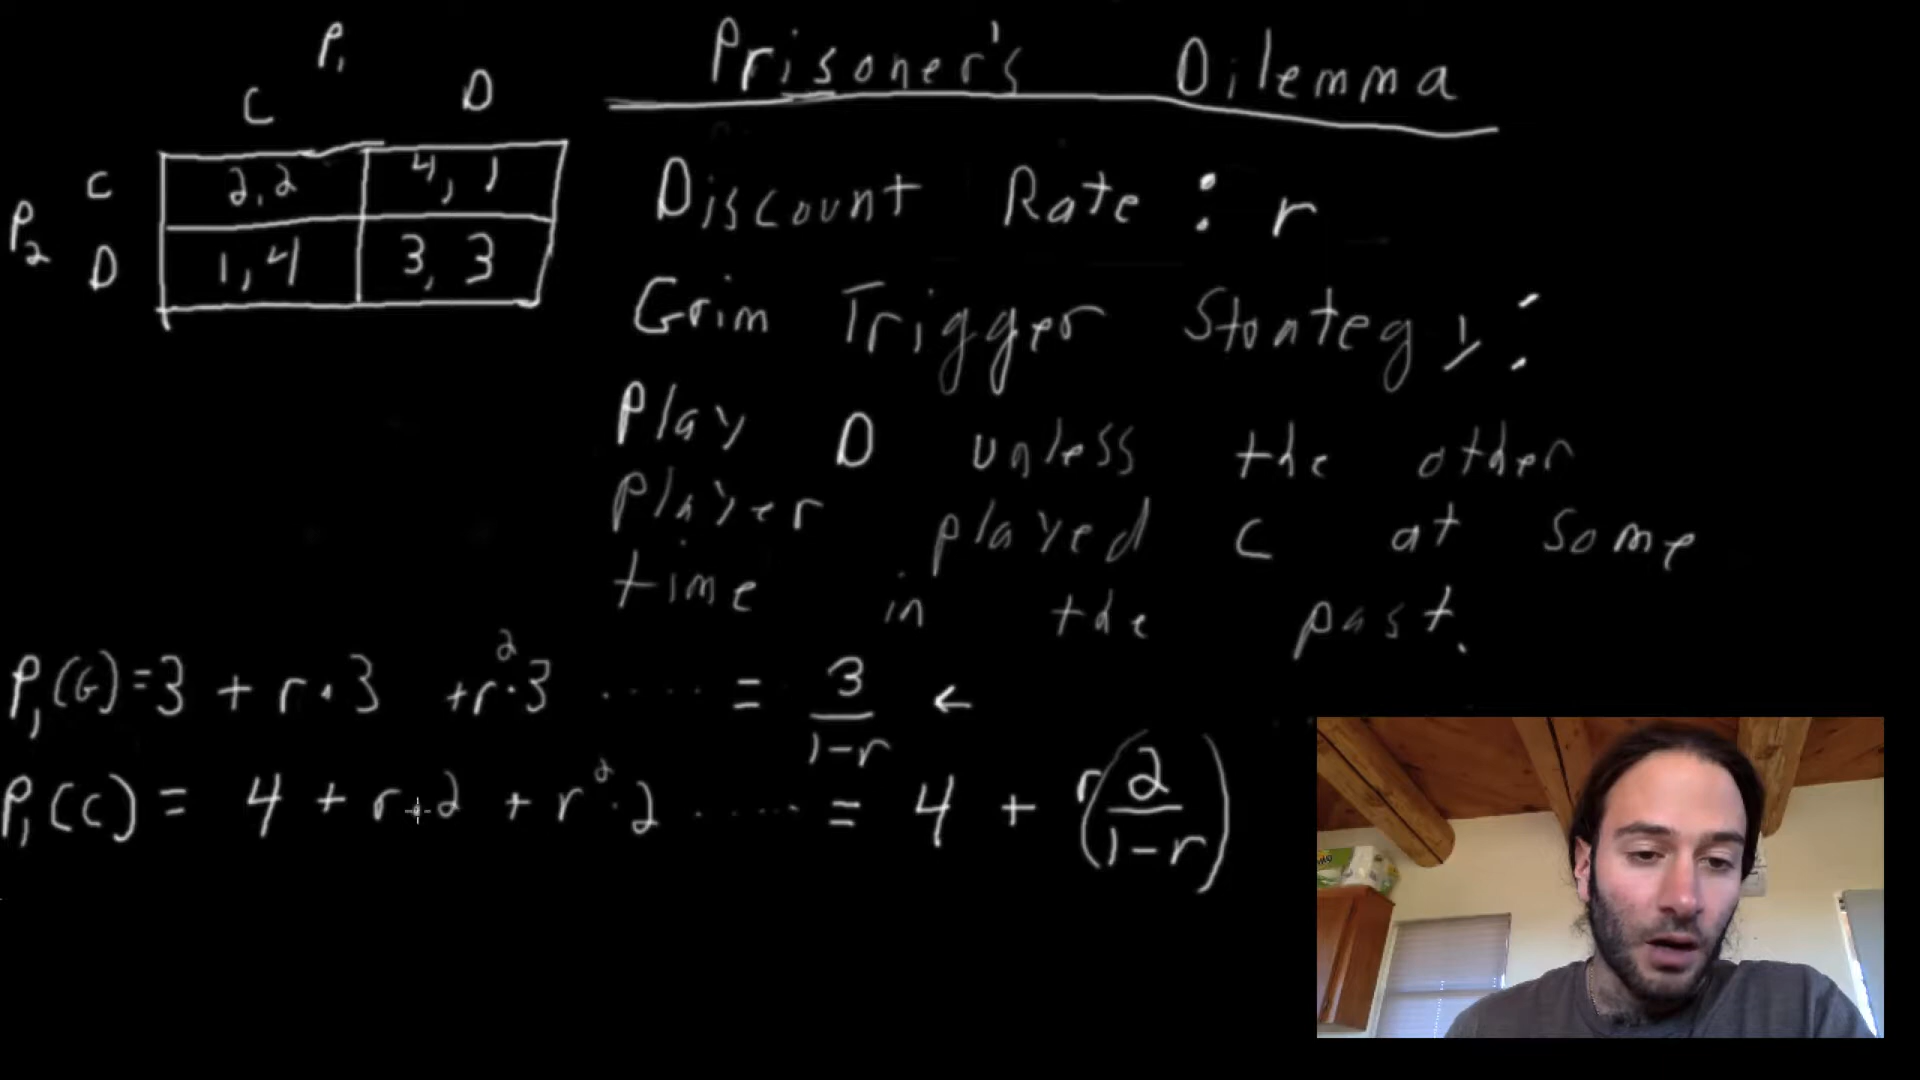 P₁
Prisoner's Dilemma
C D
C 2,2 4,1
P₂
D 1,4 3,3
Discount Rate: r
Grim Trigger Stontegy:
Play D unless the other
player played C at some
time in the past.
P₁(G)=3 + r·3 +r²·3 ..... = 3/(1-r) ←
P₁(C) = 4 + r·2 + r²·2 ..... = 4 + r(2/(1-r))